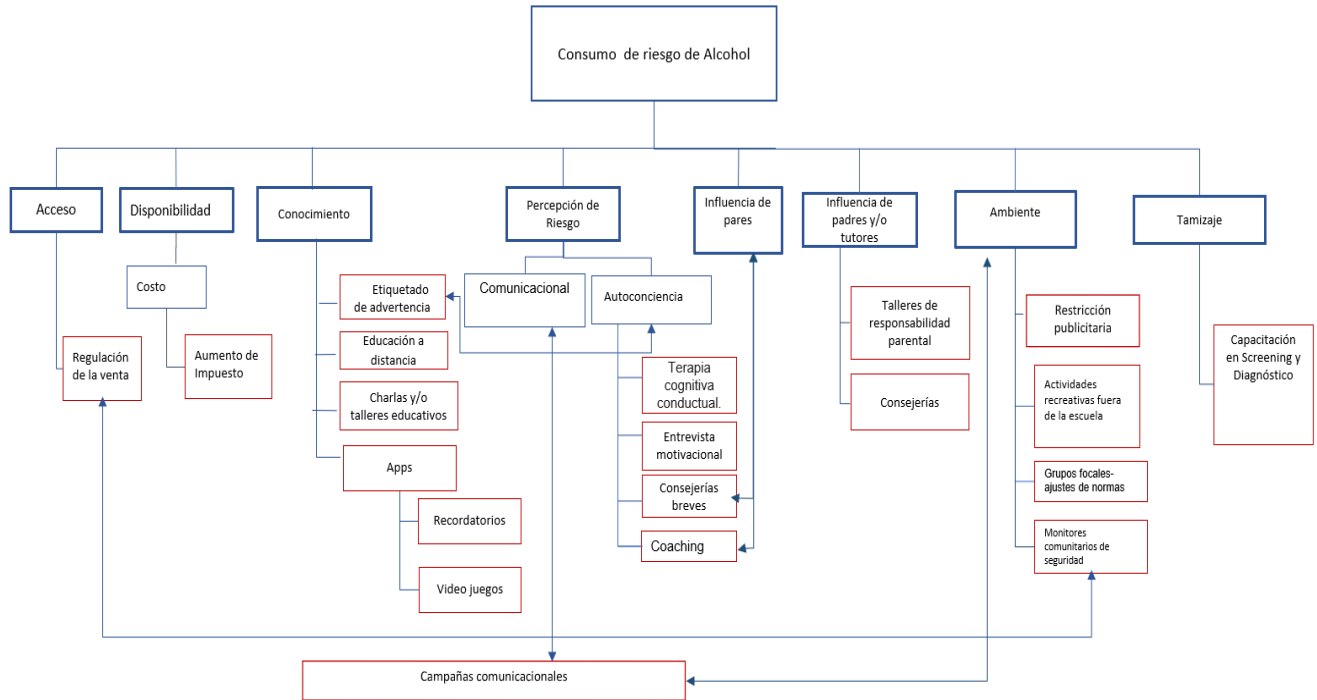 Consumo de riesgo de Alcohol
Acceso
Disponibilidad
Conocimiento
Percepción de
Riesgo
Influencia de
pares
Influencia de
padres y/o
tutores
Ambiente
Tamizaje
Costo
Regulación
de la venta
Aumento de
Impuesto
Etiquetado
de advertencia
Educación a
distancia
Charlas y/o
talleres educativos
Apps
Recordatorios
Video juegos
Comunicacional
Autoconciencia
Terapia
cognitiva
conductual.
Entrevista
motivacional
Consejerías
breves
Coaching
Talleres de
responsabilidad
parental
Consejerías
Restricción
publicitaria
Actividades
recreativas fuera
de la escuela
Grupos focales-
ajustes de normas
Monitores
comunitarios de
seguridad
Capacitación
en Screening y
Diagnóstico
Campañas comunicacionales